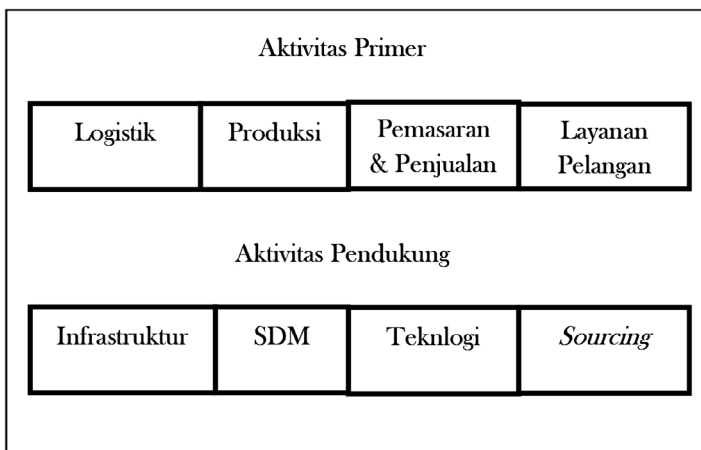 Aktivitas Primer
Logistik
Produksi
Pemasaran
& Penjualan
Layanan
Pelangan
Aktivitas Pendukung
Infrastruktur
SDM
Teknlogi
Sourcing